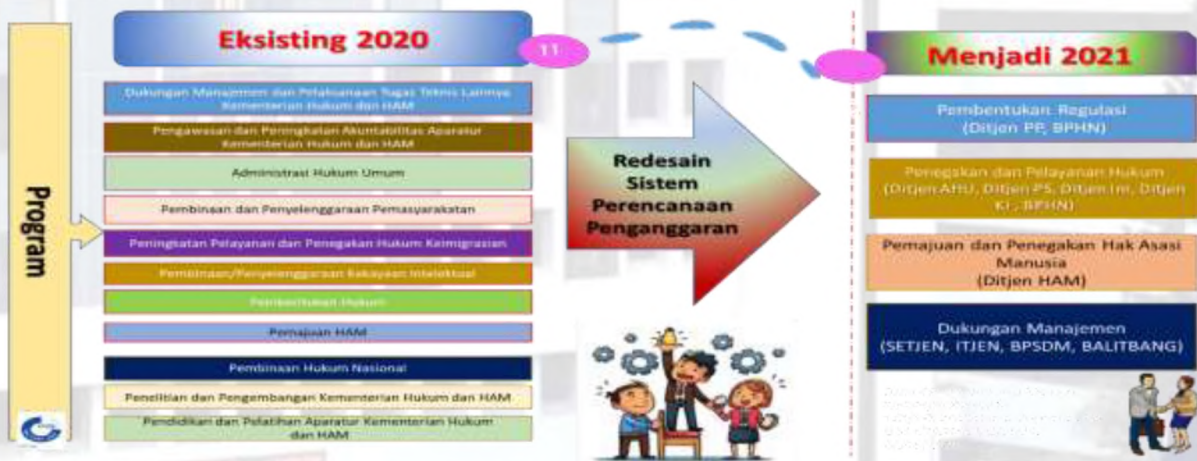 Program
Eksisting 2020
11
Dukungan Manajemen dan Pelaksanaan Tugas Teknis Lainnya
Kementerian Hukum dan HAM
Pengawasan dan Peningkatan Akuntabilitas Aparatur
Kementerian Hukum dan HAM
Administrasi Hukum Umum
Pembinaan dan Penyelenggaraan Pemasyarakatan
Peningkatan Pelayanan dan Penegakan Hukum Keimigrasian
Pembinaan/Penyelenggaraan Kekayaan Intelektual
Pembentukan Hukum
Pemajuan HAM
Pembinaan Hukum Nasional
Penelitian dan Pengembangan Kementerian Hukum dan HAM
Pendidikan dan Pelatihan Aparatur Kementerian Hukum
dan HAM
Redesain
Sistem
Perencanaan
Penganggaran
Menjadi 2021
Pembentukan Regulasi
(Ditjen PP, BPHN)
Penegakan dan Pelayanan Hukum
(Ditjen AHU, Ditjen PS, Ditjen Im, Ditjen
KI, BPHN)
Pemajuan dan Penegakan Hak Asasi
Manusia
(Ditjen HAM)
Dukungan Manajemen
(SETJEN, ITJEN, BPSDM, BALITBANG)